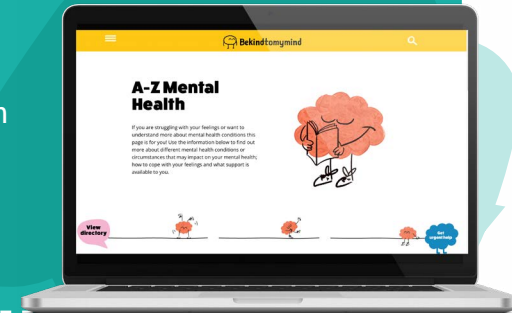 n
Bekindtomymind
A-Z Mental
Health
If you are struggling with your feelings or want to
understand more about mental health conditions this
page is for you! Use the information below to find out
more about different mental health conditions or
circumstances that may impact on your mental health;
how to cope with your feelings and what support is
available to you.
View
directory
Get
urgent help